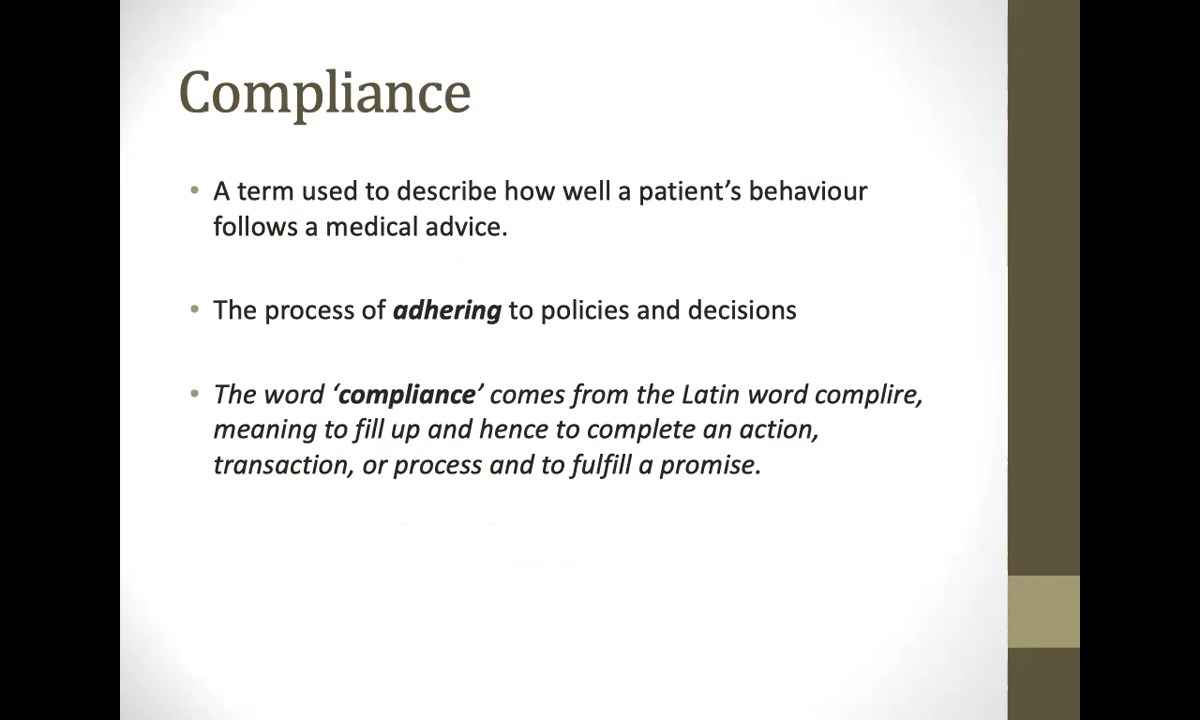 Compliance
• A term used to describe how well a patient’s behaviour
follows a medical advice.
• The process of adhering to policies and decisions
• The word ‘compliance’ comes from the Latin word complire,
meaning to fill up and hence to complete an action,
transaction, or process and to fulfill a promise.